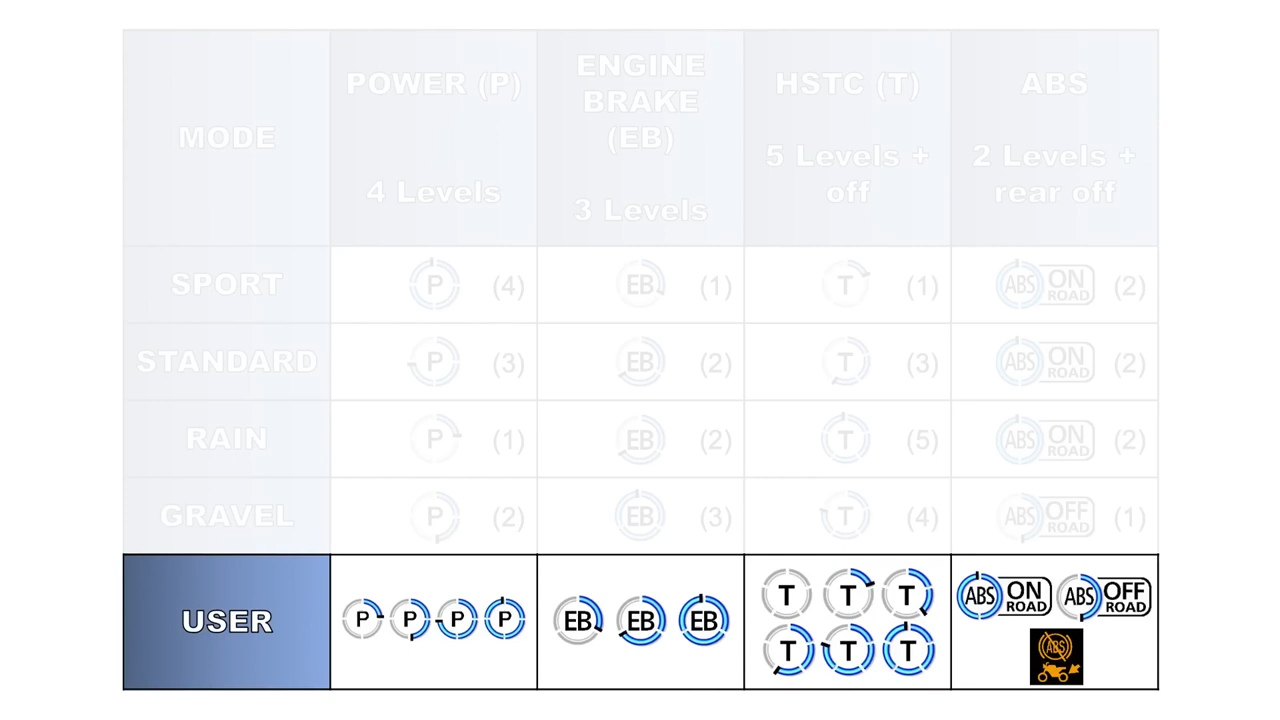 MODE
POWER (P)
4 Levels
ENGINE
BRAKE
(EB)
3 Levels
HSTC (T)
5 Levels +
off
ABS
2 Levels +
rear off
SPORT P (4) EB (1) T (1) ABS ON ROAD (2)
STANDARD P (3) EB (2) T (3) ABS ON ROAD (2)
RAIN P (1) EB (2) T (5) ABS ON ROAD (2)
GRAVEL P (2) EB (3) T (4) ABS OFF ROAD (1)
USER
P P P P
EB EB EB
T T T
T T T
ABS ON ROAD ABS OFF ROAD
ABS